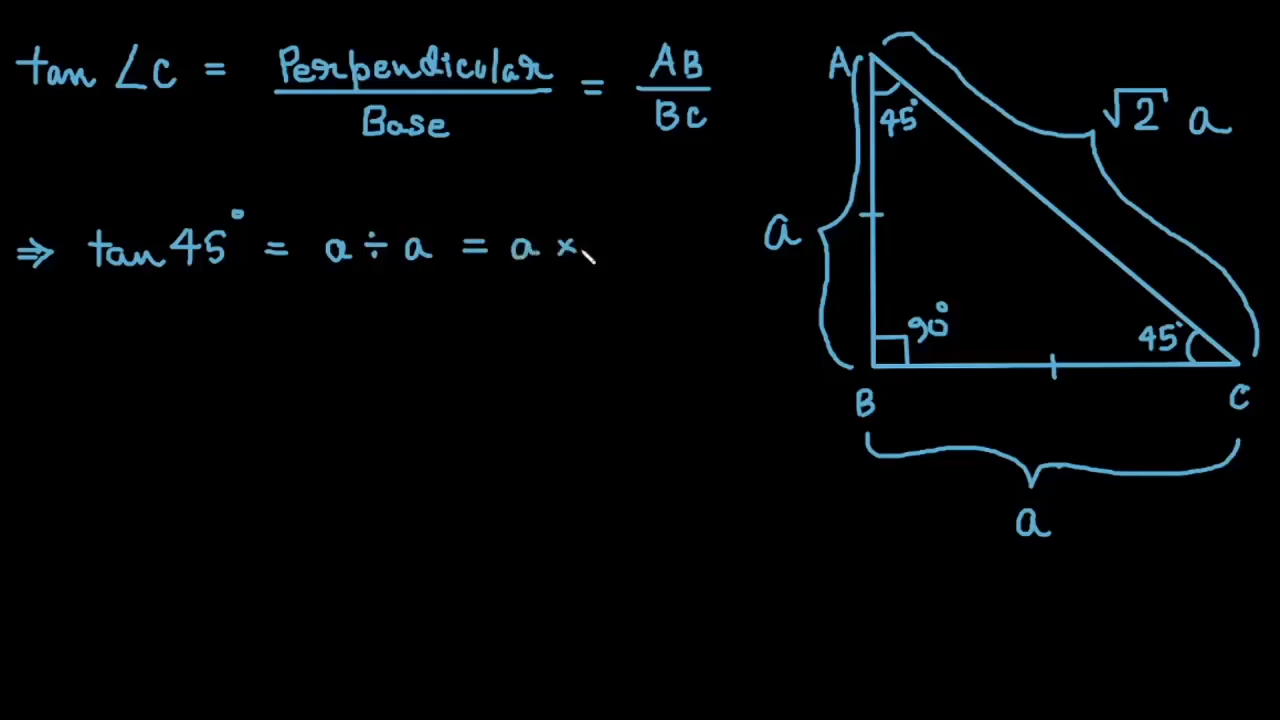 tan ∠C = Perpendicular / Base = AB / BC
⇒ tan 45° = a ÷ a = a ×
A
45°
√2 a
a
90°
45°
B
C
a